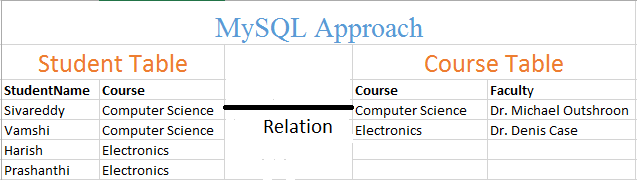 MySQL Approach
Student Table Course Table
StudentName Course Course Faculty
Sivareddy Computer Science Computer Science Dr. Michael Outshroon
Vamshi Computer Science Relation Electronics Dr. Denis Case
Harish Electronics
Prashanthi Electronics